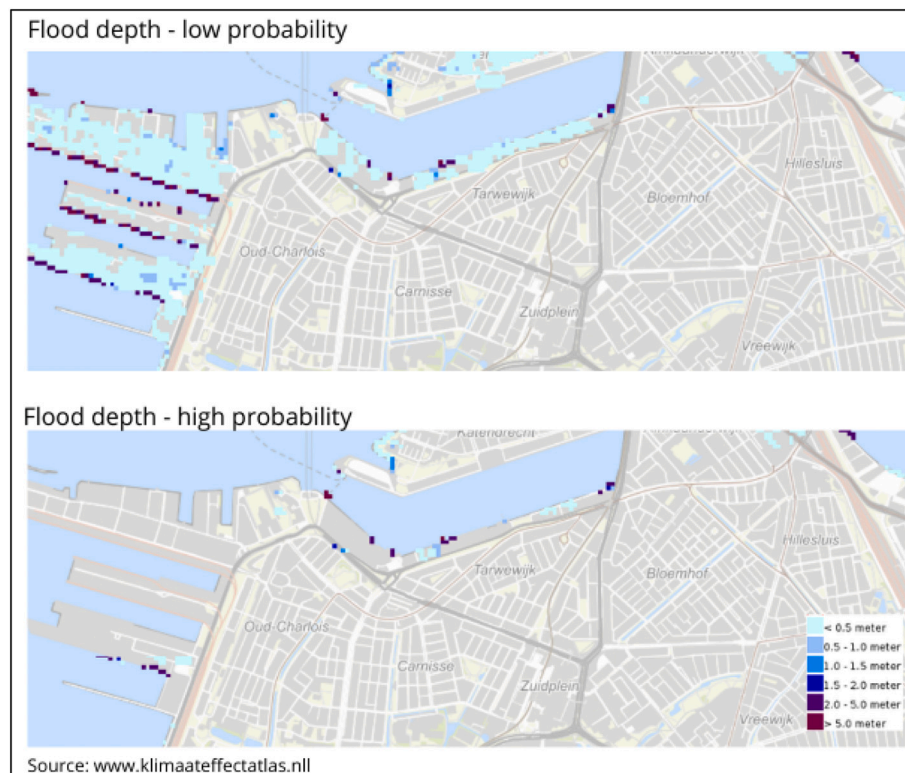 Flood depth - low probability
Hillesluis
Tarwewijk
Bloemhof
Oud-Charlois
Carnisse
Zuidplein
Vreewijk
Flood depth - high probability
Katendrecht
Hillesluis
Tarwewijk
Bloemhof
Oud-Charlois
< 0.5 meter
0.5 - 1.0 meter
Carnisse
1.0 - 1.5 meter
1.5 - 2.0 meter
Zuidplein
2.0 - 5.0 meter
Vreewijk
> 5.0 meter
Source: www.klimaateffectatlas.nll